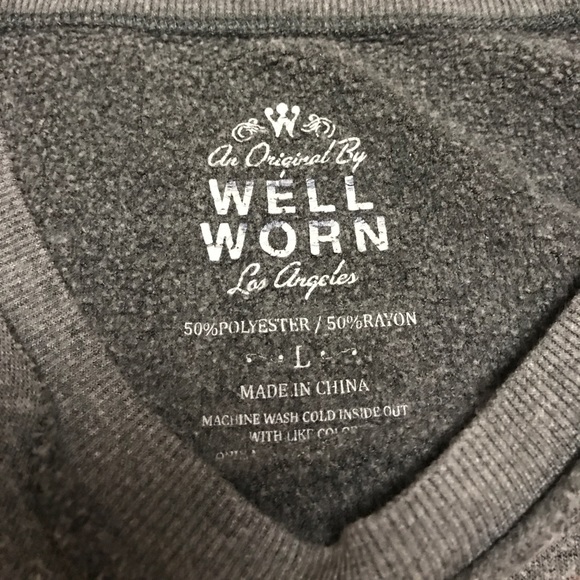 W
An Original By
WELL
WORN
Los Angeles
50%POLYESTER / 50%RAYON
L
MADE IN CHINA
MACHINE WASH COLD INSIDE OUT
WITH LIKE